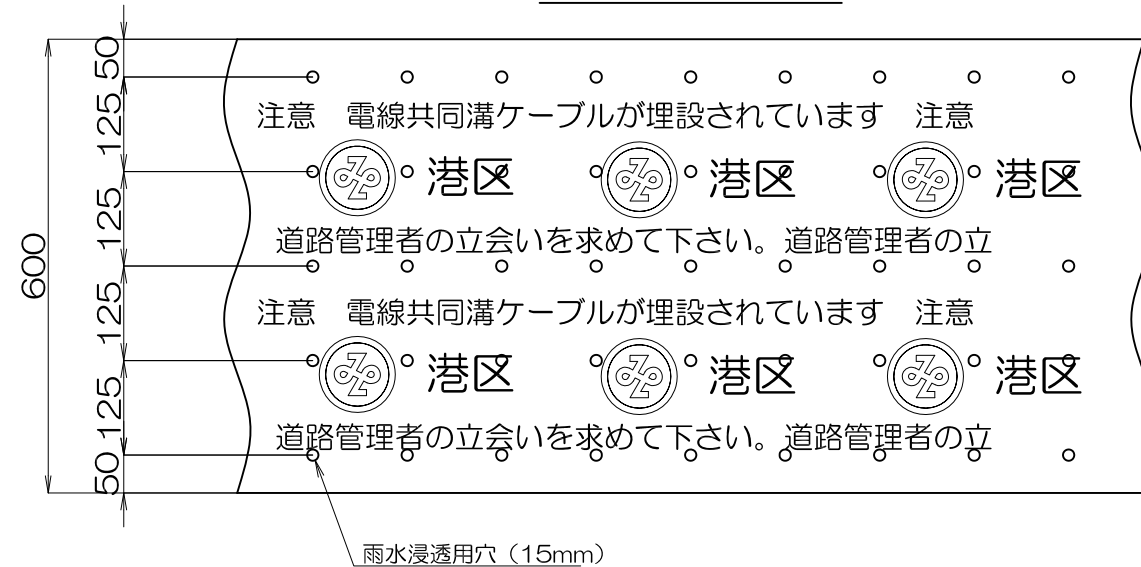 50
125
125
125
125
50
600
注意　電線共同溝ケーブルが埋設されています　注意
港区　港区　港区
道路管理者の立会いを求めて下さい。道路管理者の立
注意　電線共同溝ケーブルが埋設されています　注意
港区　港区　港区
道路管理者の立会いを求めて下さい。道路管理者の立
雨水浸透用穴（15mm）